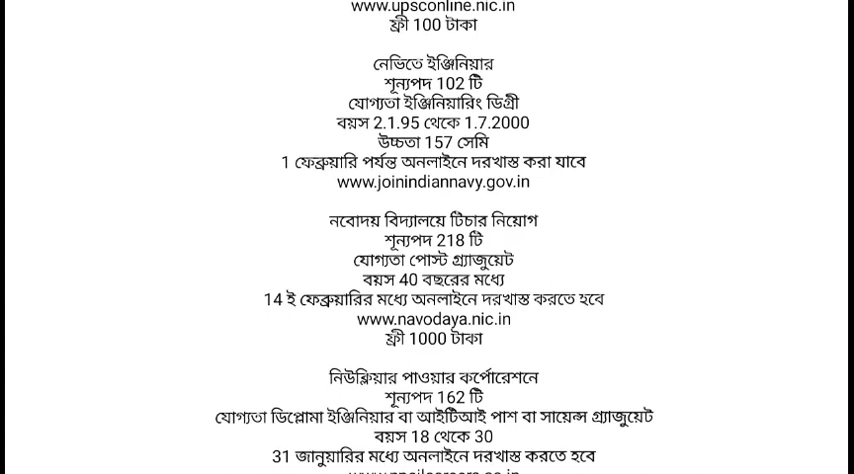 www.upsconline.nic.in
ফ্রী 100 টাকা
নেভিতে ইঞ্জিনিয়ার
শূন্যপদ 102 টি
যোগ্যতা ইঞ্জিনিয়ারিং ডিগ্রী
বয়স 2.1.95 থেকে 1.7.2000
উচ্চতা 157 সেমি
1 ফেব্রুয়ারি পর্যন্ত অনলাইনে দরখাস্ত করা যাবে
www.joinindiannavy.gov.in
নবোদয় বিদ্যালয়ে টিচার নিয়োগ
শূন্যপদ 218 টি
যোগ্যতা পোস্ট গ্র্যাজুয়েট
বয়স 40 বছরের মধ্যে
14 ই ফেব্রুয়ারির মধ্যে অনলাইনে দরখাস্ত করতে হবে
www.navodaya.nic.in
ফ্রী 1000 টাকা
নিউক্লিয়ার পাওয়ার কর্পোরেশনে
শূন্যপদ 162 টি
যোগ্যতা ডিপ্লোমা ইঞ্জিনিয়ার বা আইটিআই পাশ বা সায়েন্স গ্র্যাজুয়েট
বয়স 18 থেকে 30
31 জানুয়ারির মধ্যে অনলাইনে দরখাস্ত করতে হবে